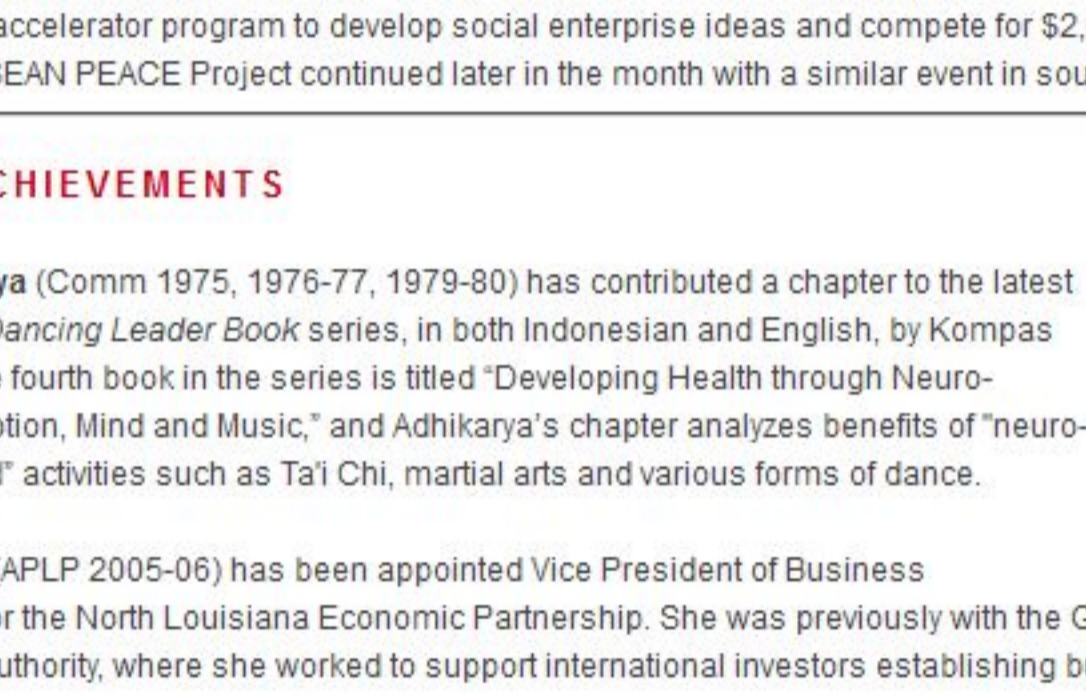 accelerator program to develop social enterprise ideas and compete for $2,
SEAN PEACE Project continued later in the month with a similar event in sou
CHIEVEMENTS
ya (Comm 1975, 1976-77, 1979-80) has contributed a chapter to the latest
Dancing Leader Book series, in both Indonesian and English, by Kompas
fourth book in the series is titled “Developing Health through Neuro-
otion, Mind and Music,” and Adhikarya's chapter analyzes benefits of "neuro-
” activities such as Ta'i Chi, martial arts and various forms of dance.
(APLP 2005-06) has been appointed Vice President of Business
or the North Louisiana Economic Partnership. She was previously with the G
uthority, where she worked to support international investors establishing bu